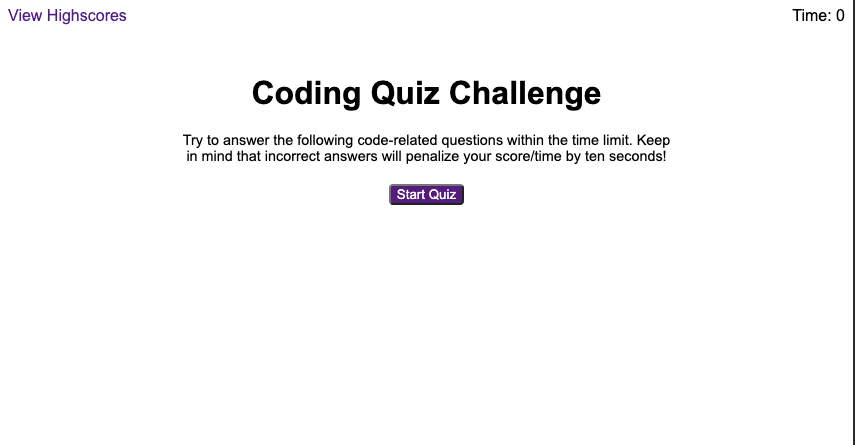 View Highscores
Time: 0
Coding Quiz Challenge
Try to answer the following code-related questions within the time limit. Keep
in mind that incorrect answers will penalize your score/time by ten seconds!
Start Quiz